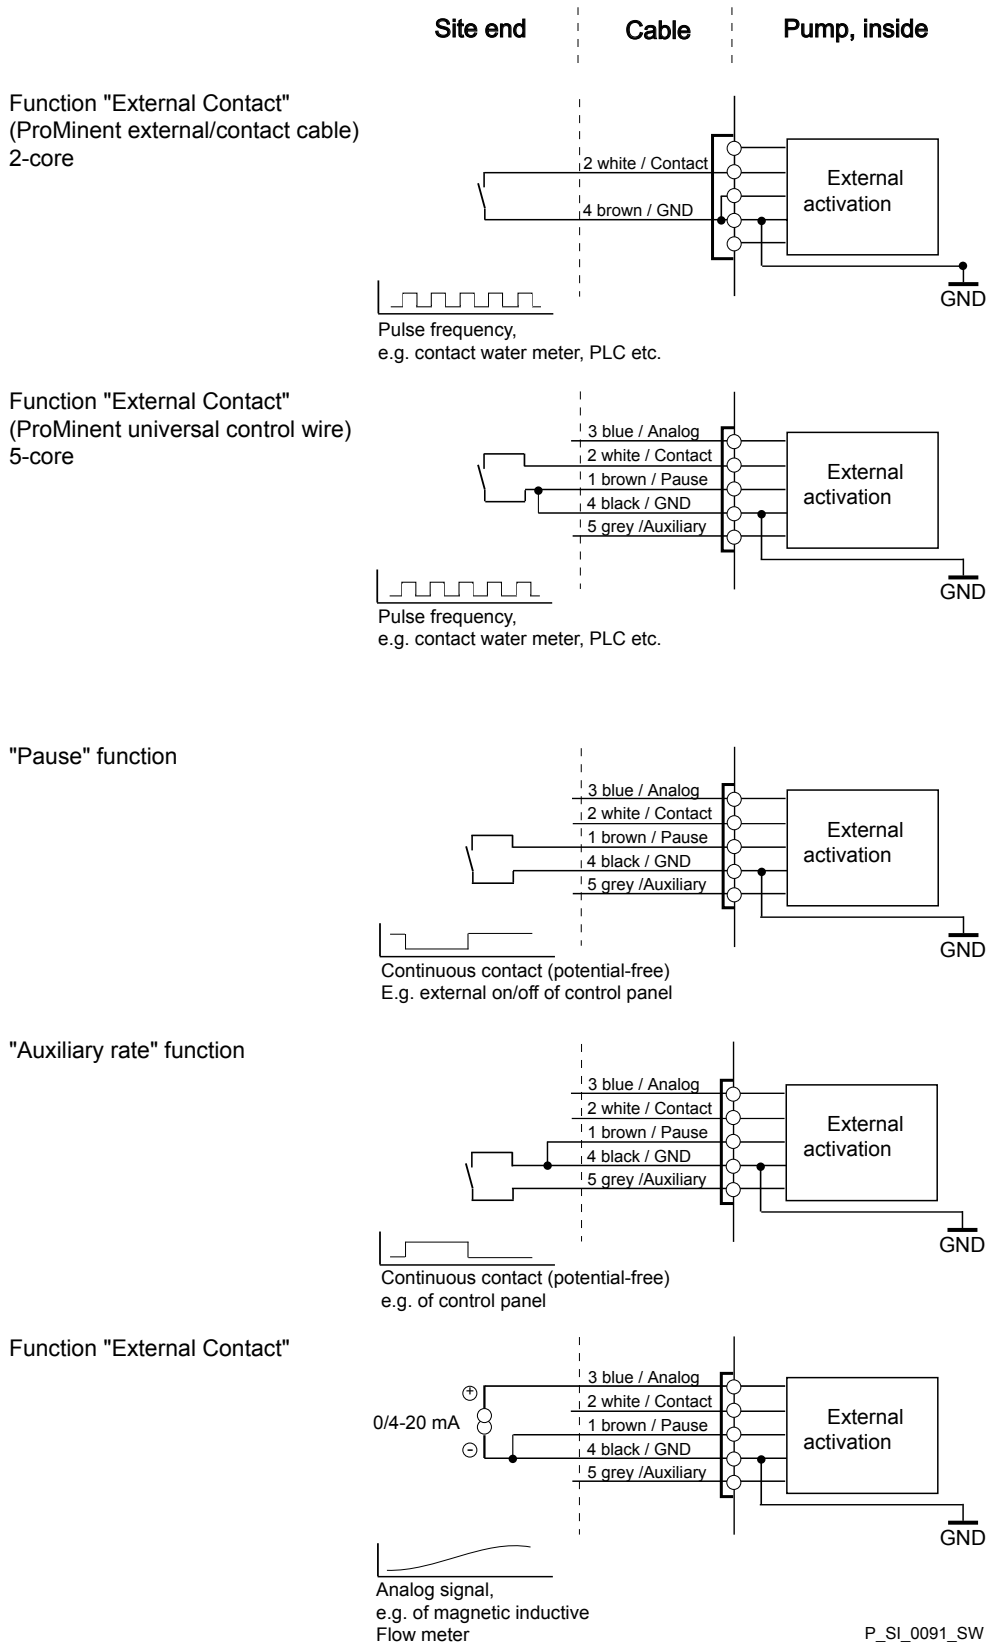 Site end
Cable
Pump, inside
Function "External Contact"
(ProMinent external/contact cable)
2-core
2 white / Contact
4 brown / GND
External
activation
GND
Pulse frequency,
e.g. contact water meter, PLC etc.
Function "External Contact"
(ProMinent universal control wire)
5-core
3 blue / Analog
2 white / Contact
1 brown / Pause
4 black / GND
5 grey /Auxiliary
External
activation
GND
Pulse frequency,
e.g. contact water meter, PLC etc.
"Pause" function
3 blue / Analog
2 white / Contact
1 brown / Pause
4 black / GND
5 grey /Auxiliary
External
activation
GND
Continuous contact (potential-free)
E.g. external on/off of control panel
"Auxiliary rate" function
3 blue / Analog
2 white / Contact
1 brown / Pause
4 black / GND
5 grey /Auxiliary
External
activation
GND
Continuous contact (potential-free)
e.g. of control panel
Function "External Contact"
+
0/4-20 mA
-
3 blue / Analog
2 white / Contact
1 brown / Pause
4 black / GND
5 grey /Auxiliary
External
activation
GND
Analog signal,
e.g. of magnetic inductive
Flow meter
P_SI_0091_SW